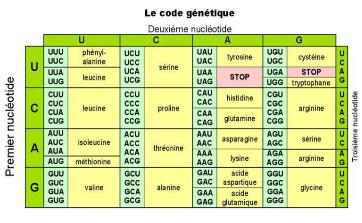 Le code génétique
Deuxième nucléotide
U C A G
Premier nucléotide
Troisième nucléotide
U
UUU UUC phényl-alanine
UUA UUG leucine
UCU UCC UCA UCG sérine
UAU UAC tyrosine
UAA UAG STOP
UGU UGC cystéine
UGA STOP
UGG tryptophane
U C A G
C
CUU CUC CUA CUG leucine
CCU CCC CCA CCG proline
CAU CAC histidine
CAA CAG glutamine
CGU CGC CGA CGG arginine
U C A G
A
AUU AUC AUA isoleucine
AUG méthionine
ACU ACC ACA ACG thréonine
AAU AAC asparagine
AAA AAG lysine
AGU AGC sérine
AGA AGG arginine
U C A G
G
GUU GUC GUA GUG valine
GCU GCC GCA GCG alanine
GAU GAC acide aspartique
GAA GAG acide glutamique
GGU GGC GGA GGG glycine
U C A G